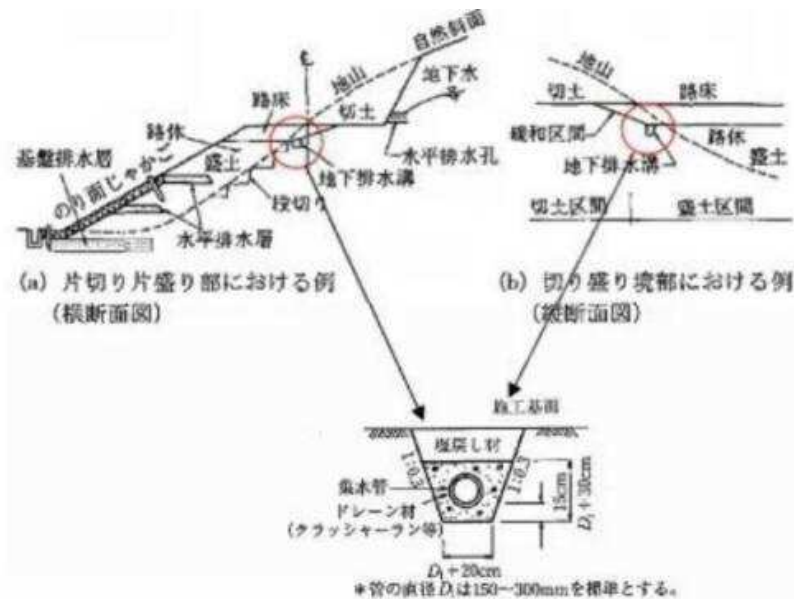 自然斜面
℄
地山
地下水
切土
路床
路体
水平排水孔
基盤排水層
のり面じゃかご
盛土
地下排水溝
段切り
水平排水層
(a) 片切り片盛り部における例
(横断面図)
地山
切土
路床
緩和区間
路体
地下排水溝
盛土
切土区間
盛土区間
(b) 切り盛り境部における例
(縦断面図)
施工基面
埋戻し材
1:0.3
1:0.3
集水管
ドレーン材
(クラッシャーラン等)
15cm
D₁+30cm
D₁+20cm
*管の直径D₁は150〜300mmを標準とする。